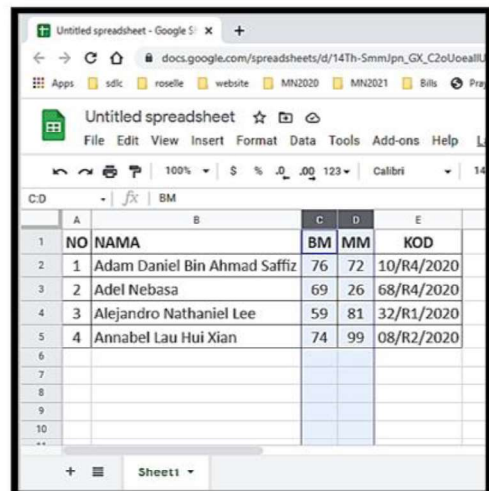 Untitled spreadsheet - Google S
docs.google.com/spreadsheets/d/14Th-SmmJpn_GX_C2oUoeallU
Apps sdlc roselle website MN2020 MN2021 Bills Pray
Untitled spreadsheet
File Edit View Insert Format Data Tools Add-ons Help
100% $ % .0 .00 123 Calibri 14
C:D fx BM
A B C D E
1 NO NAMA BM MM KOD
2 1 Adam Daniel Bin Ahmad Saffiz 76 72 10/R4/2020
3 2 Adel Nebasa 69 26 68/R4/2020
4 3 Alejandro Nathaniel Lee 59 81 32/R1/2020
5 4 Annabel Lau Hui Xian 74 99 08/R2/2020
6
7
8
9
10
+ Sheet1